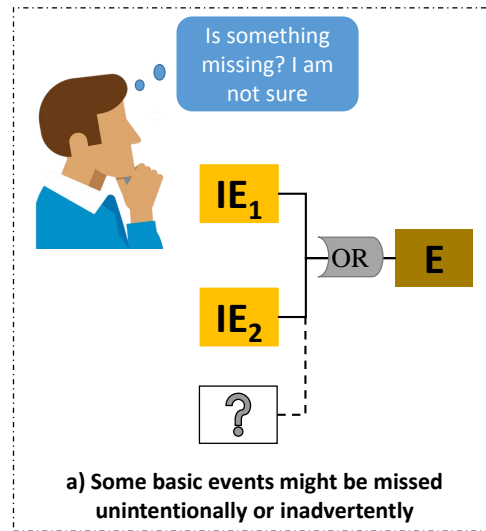 Is something
missing? I am
not sure
IE₁
OR
E
IE₂
?
a) Some basic events might be missed
unintentionally or inadvertently